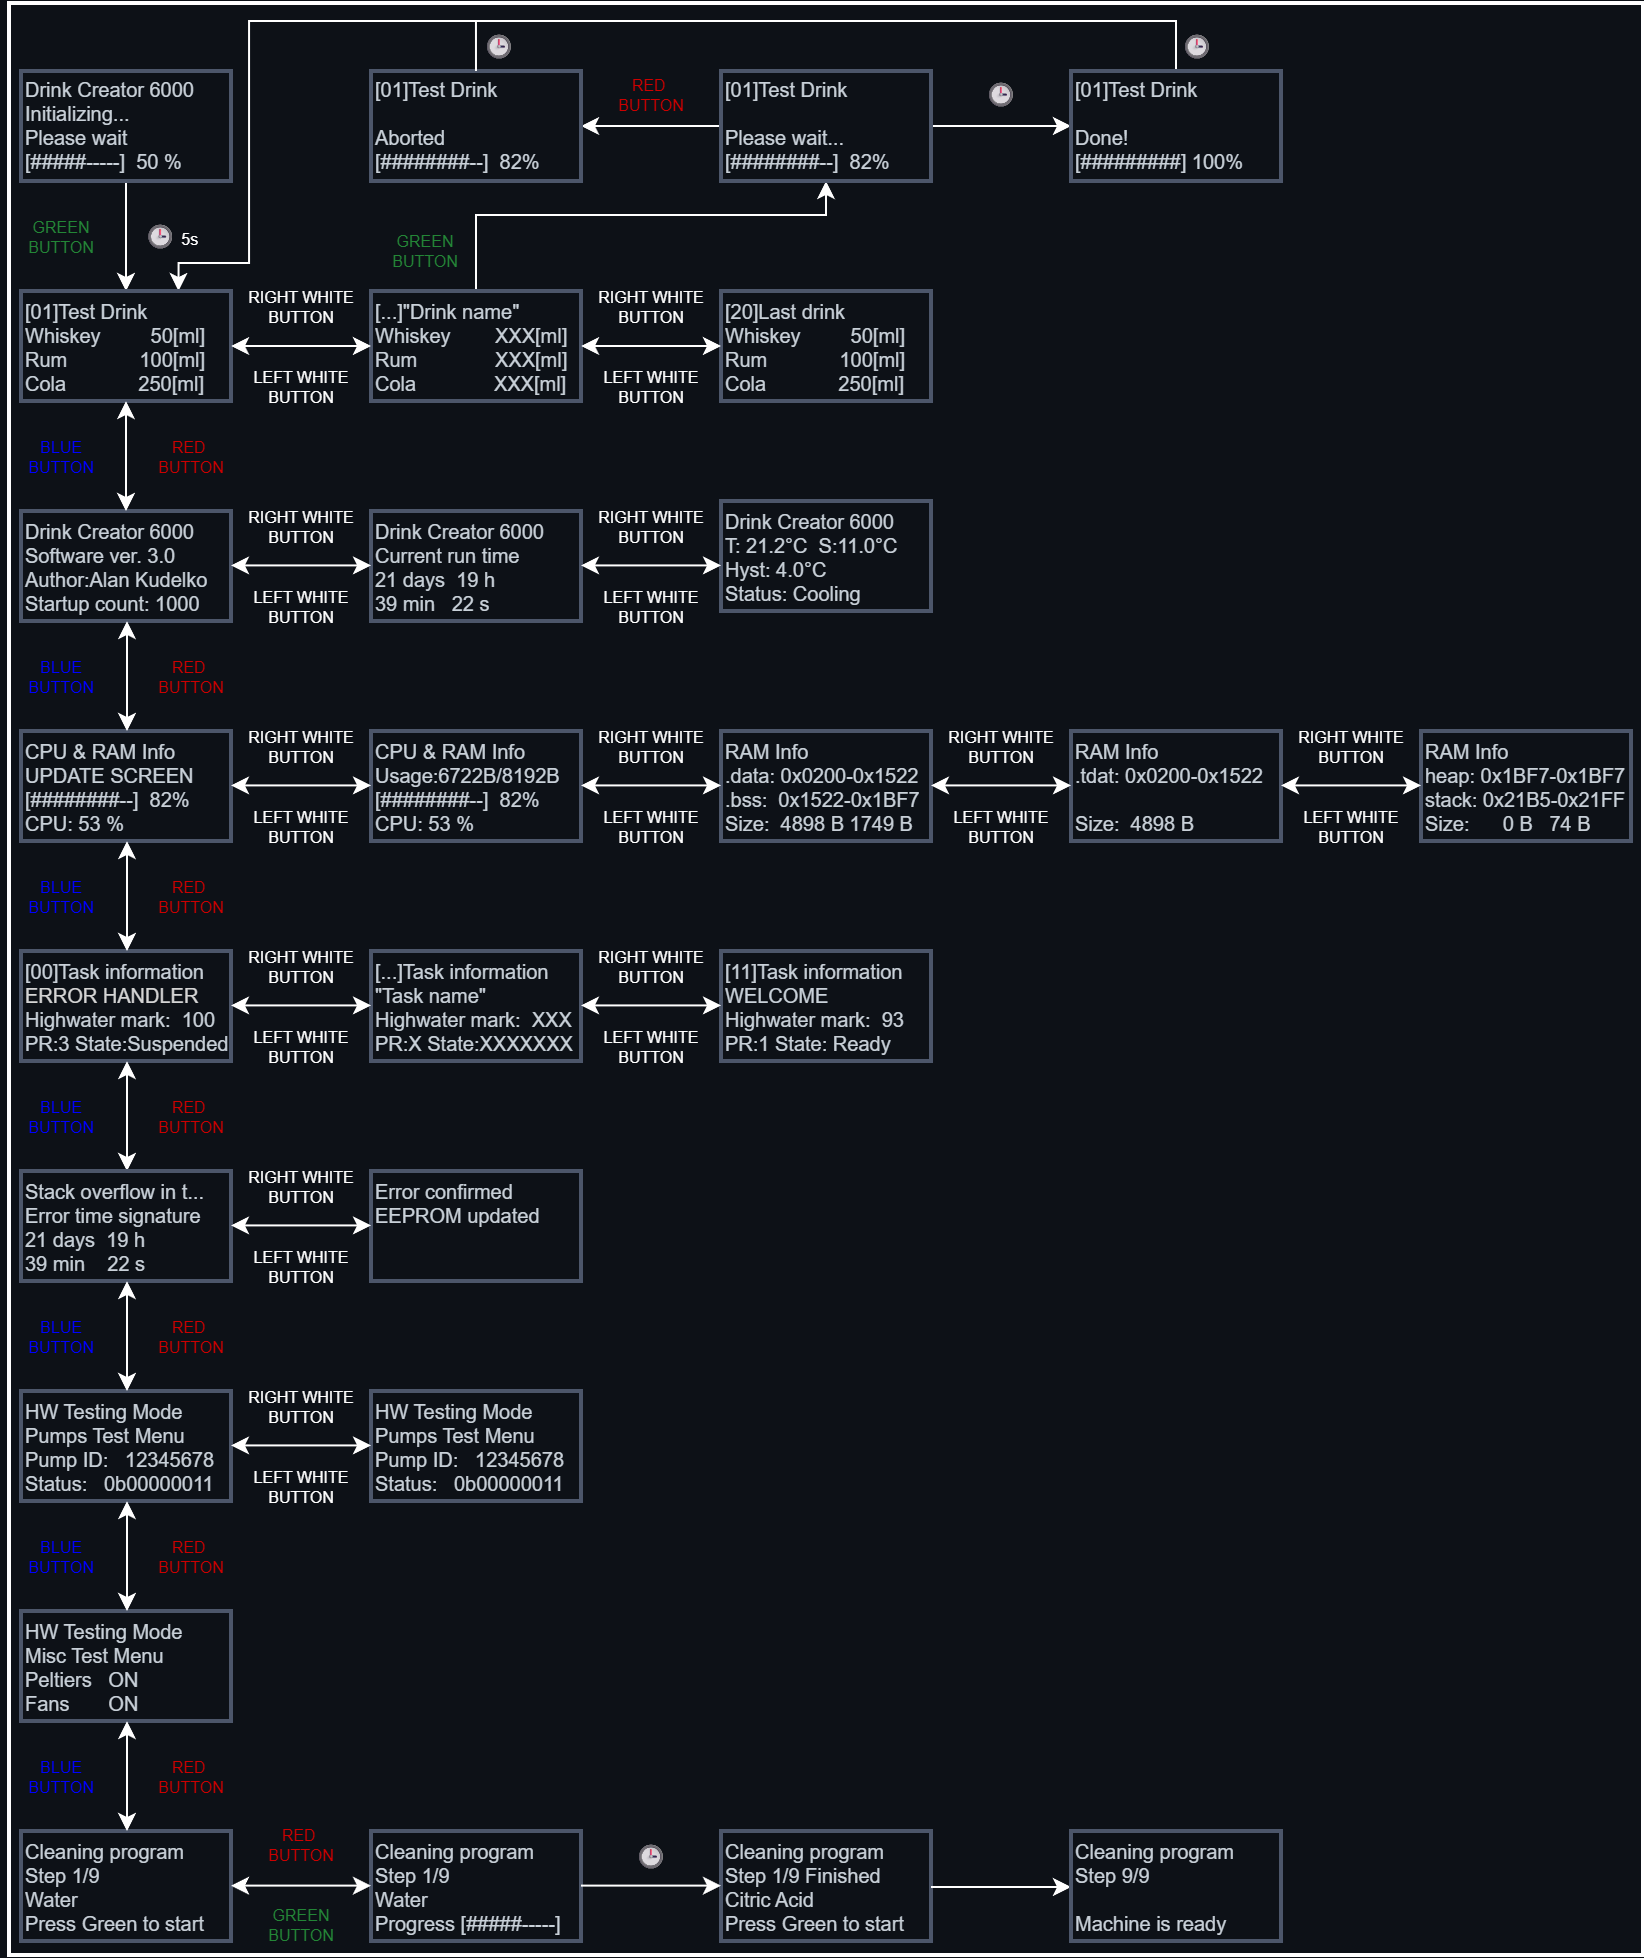 Drink Creator 6000
Initializing...
Please wait
[#####-----]  50 %
[01]Test Drink
Aborted
[########--]  82%
RED
BUTTON
[01]Test Drink
Please wait...
[########--]  82%
[01]Test Drink
Done!
[#########] 100%
GREEN
BUTTON
5s
GREEN
BUTTON
[01]Test Drink
Whiskey 50[ml]
Rum 100[ml]
Cola 250[ml]
RIGHT WHITE
BUTTON
LEFT WHITE
BUTTON
[...]"Drink name"
Whiskey XXX[ml]
Rum XXX[ml]
Cola XXX[ml]
RIGHT WHITE
BUTTON
LEFT WHITE
BUTTON
[20]Last drink
Whiskey 50[ml]
Rum 100[ml]
Cola 250[ml]
BLUE
BUTTON
RED
BUTTON
Drink Creator 6000
Software ver. 3.0
Author:Alan Kudelko
Startup count: 1000
RIGHT WHITE
BUTTON
LEFT WHITE
BUTTON
Drink Creator 6000
Current run time
21 days  19 h
39 min   22 s
RIGHT WHITE
BUTTON
LEFT WHITE
BUTTON
Drink Creator 6000
T: 21.2°C  S:11.0°C
Hyst: 4.0°C
Status: Cooling
BLUE
BUTTON
RED
BUTTON
CPU & RAM Info
UPDATE SCREEN
[########--]  82%
CPU: 53 %
RIGHT WHITE
BUTTON
LEFT WHITE
BUTTON
CPU & RAM Info
Usage:6722B/8192B
[########--]  82%
CPU: 53 %
RIGHT WHITE
BUTTON
LEFT WHITE
BUTTON
RAM Info
.data: 0x0200-0x1522
.bss:  0x1522-0x1BF7
Size:  4898 B 1749 B
RIGHT WHITE
BUTTON
LEFT WHITE
BUTTON
RAM Info
.tdat: 0x0200-0x1522
Size:  4898 B
RIGHT WHITE
BUTTON
LEFT WHITE
BUTTON
RAM Info
heap: 0x1BF7-0x1BF7
stack: 0x21B5-0x21FF
Size: 0 B   74 B
BLUE
BUTTON
RED
BUTTON
[00]Task information
ERROR HANDLER
Highwater mark:  100
PR:3 State:Suspended
RIGHT WHITE
BUTTON
LEFT WHITE
BUTTON
[...]Task information
"Task name"
Highwater mark:  XXX
PR:X State:XXXXXXX
RIGHT WHITE
BUTTON
LEFT WHITE
BUTTON
[11]Task information
WELCOME
Highwater mark:  93
PR:1 State: Ready
BLUE
BUTTON
RED
BUTTON
Stack overflow in t...
Error time signature
21 days  19 h
39 min    22 s
RIGHT WHITE
BUTTON
LEFT WHITE
BUTTON
Error confirmed
EEPROM updated
BLUE
BUTTON
RED
BUTTON
HW Testing Mode
Pumps Test Menu
Pump ID:   12345678
Status:   0b00000011
RIGHT WHITE
BUTTON
LEFT WHITE
BUTTON
HW Testing Mode
Pumps Test Menu
Pump ID:   12345678
Status:   0b00000011
BLUE
BUTTON
RED
BUTTON
HW Testing Mode
Misc Test Menu
Peltiers   ON
Fans       ON
BLUE
BUTTON
RED
BUTTON
Cleaning program
Step 1/9
Water
Press Green to start
RED
BUTTON
GREEN
BUTTON
Cleaning program
Step 1/9
Water
Progress [#####-----]
Cleaning program
Step 1/9 Finished
Citric Acid
Press Green to start
Cleaning program
Step 9/9
Machine is ready